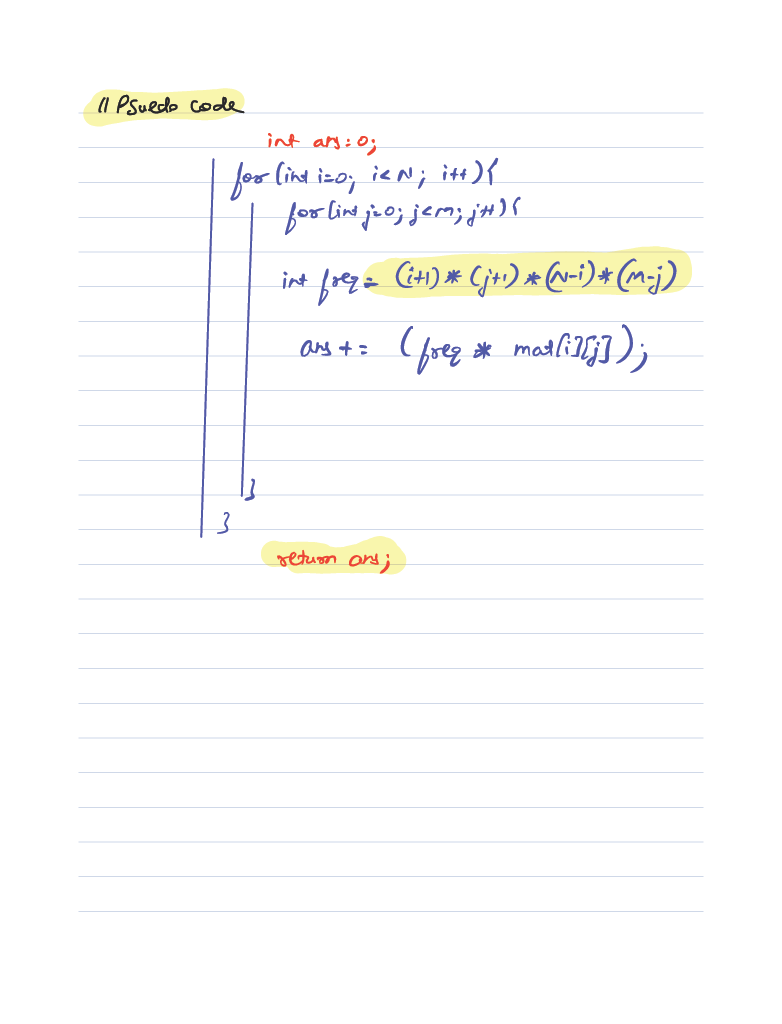 // Psuedo code
int ans = 0;
for (int i=0; i<N; i++) {
for (int j=0; j<m; j++) {
int freq = (i+1) * (j+1) * (N-i) * (M-j)
ans += (freq * mat[i][j]);
}
}
return ans;